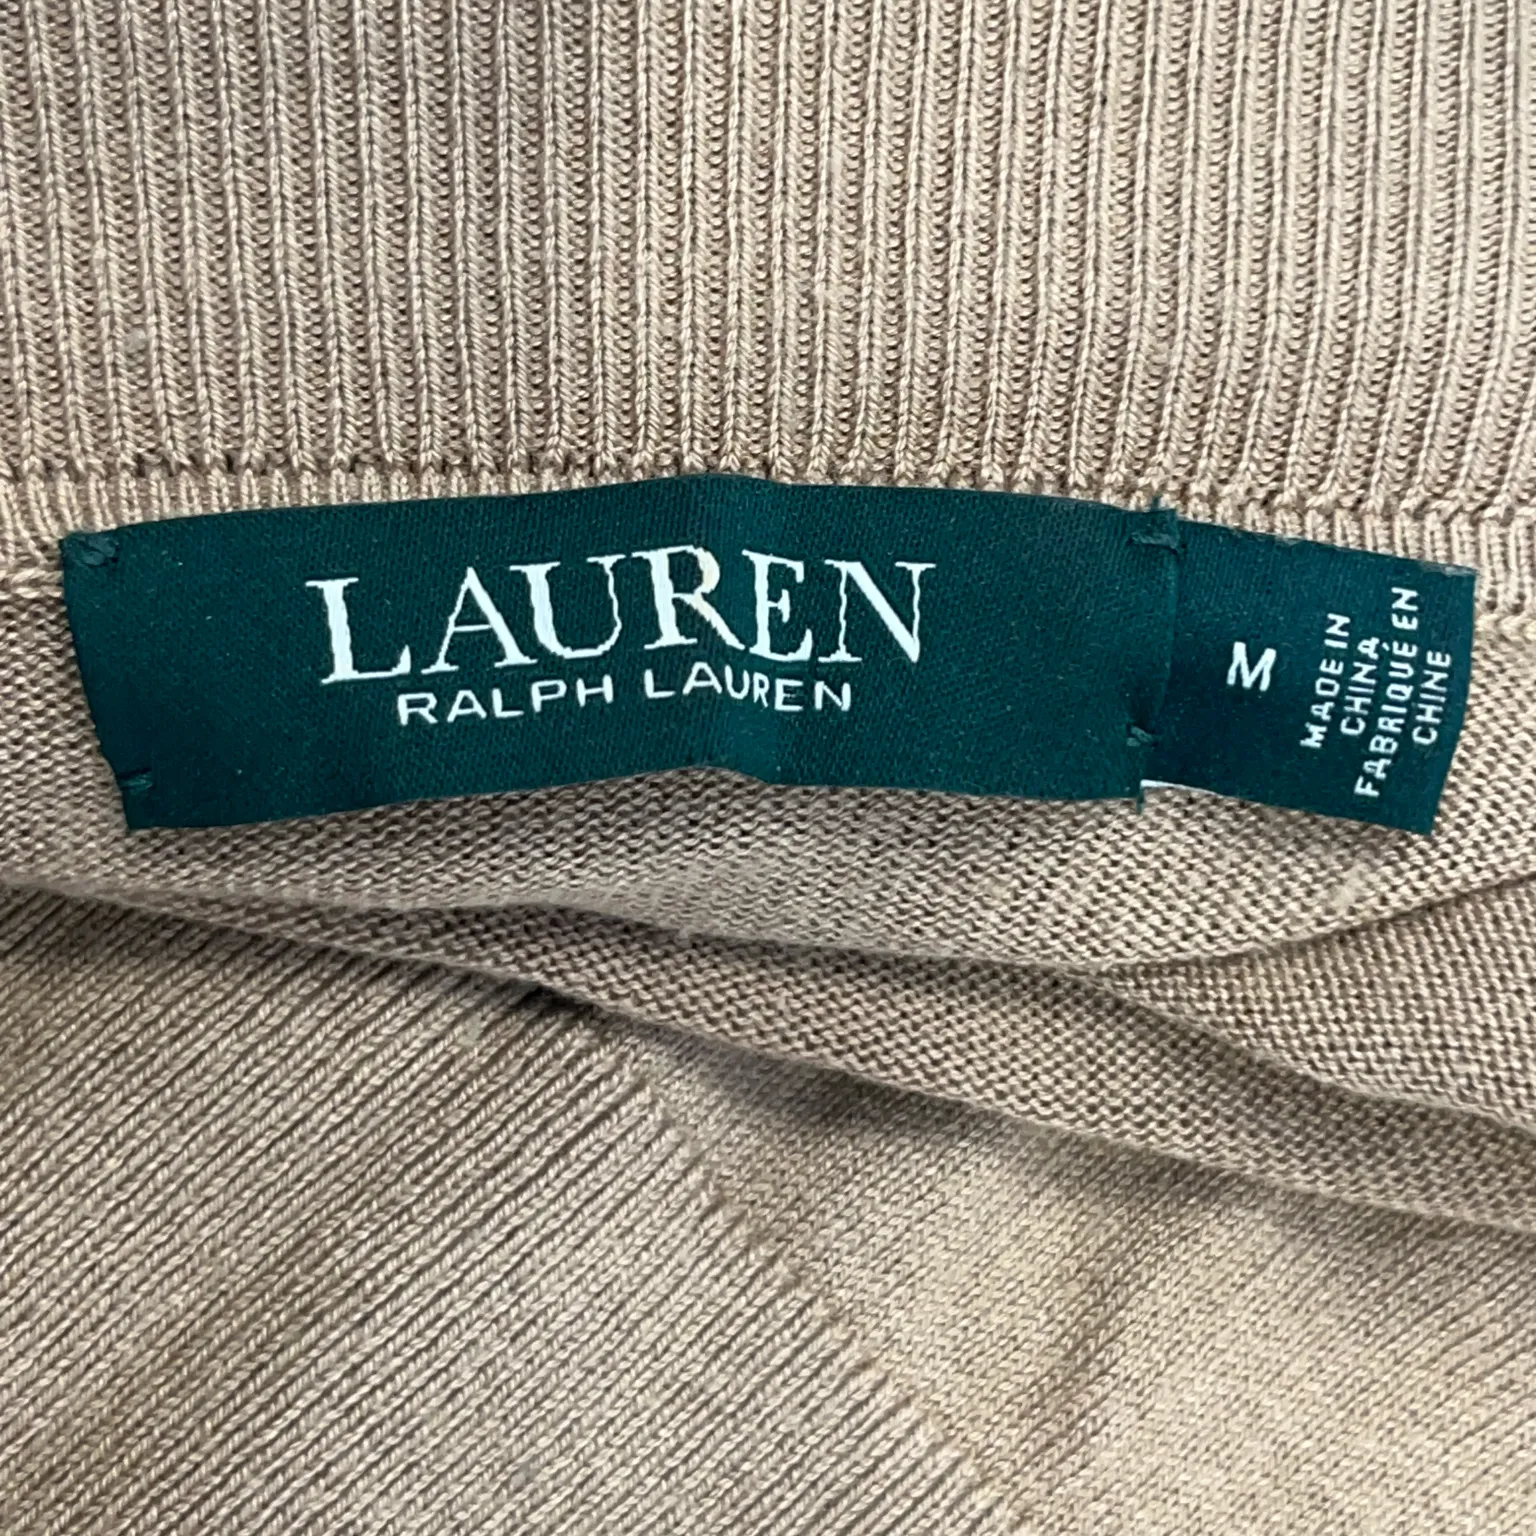 LAUREN
RALPH LAUREN
M
MADE IN
CHINA
FABRIQUÉ EN
CHINE